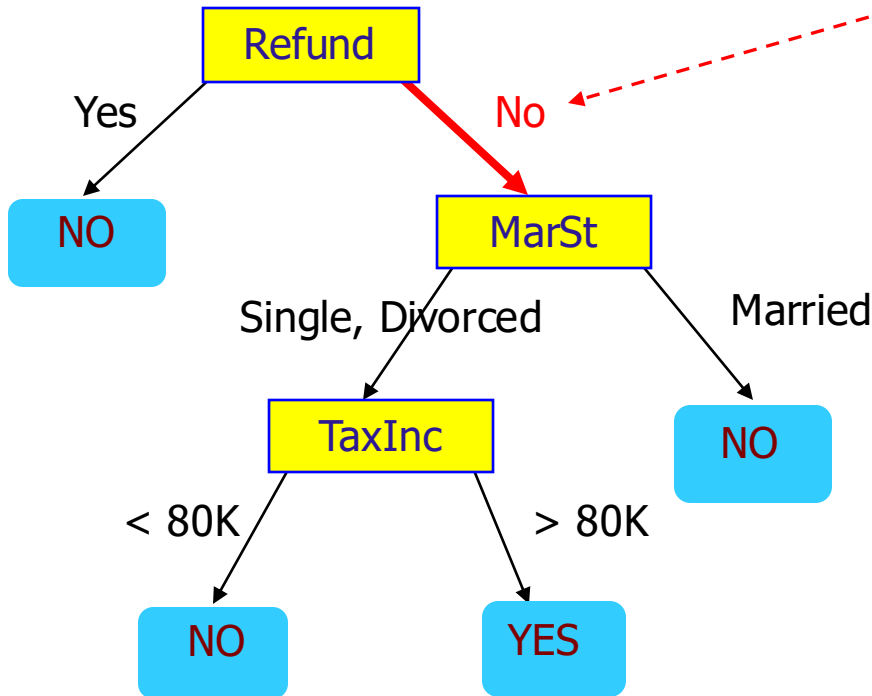 Refund
Yes
No
NO
MarSt
Single, Divorced
Married
TaxInc
NO
< 80K
> 80K
NO
YES